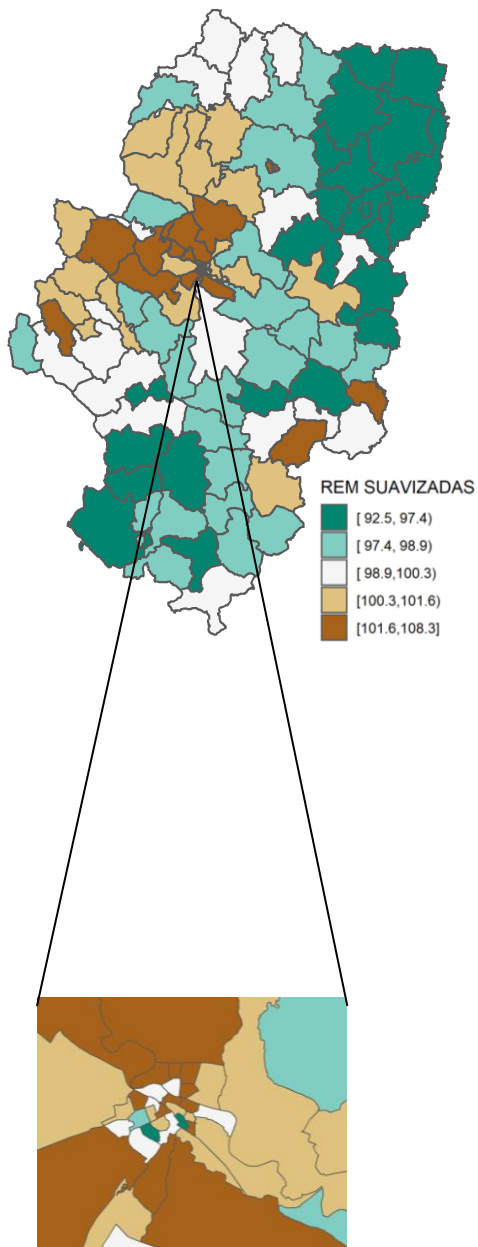 REM SUAVIZADAS
[ 92.5, 97.4)
[ 97.4, 98.9)
[ 98.9,100.3)
[100.3,101.6)
[101.6,108.3]